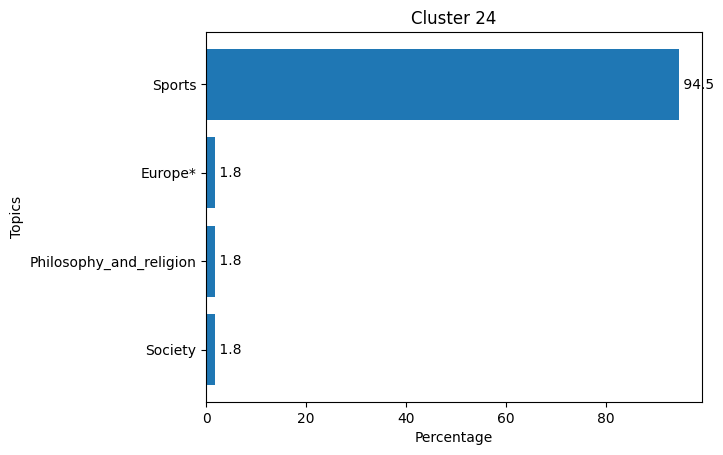 Cluster 24
Topics
Sports 94.5
Europe* 1.8
Philosophy_and_religion 1.8
Society 1.8
0 20 40 60 80
Percentage